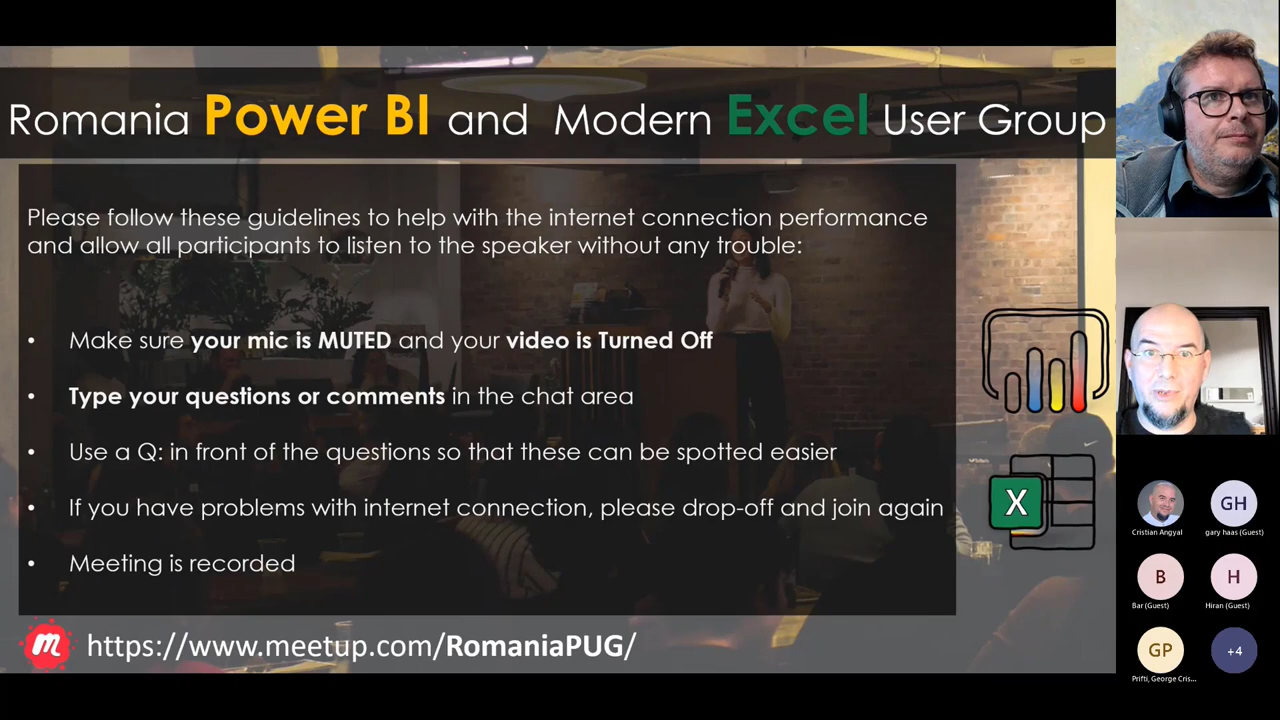 Romania Power BI and Modern Excel User Group
Please follow these guidelines to help with the internet connection performance
and allow all participants to listen to the speaker without any trouble:
• Make sure your mic is MUTED and your video is Turned Off
• Type your questions or comments in the chat area
• Use a Q: in front of the questions so that these can be spotted easier
• If you have problems with internet connection, please drop-off and join again
• Meeting is recorded
X
m https://www.meetup.com/RomaniaPUG/
GH
Cristian Angyal
gary haas (Guest)
B
H
Bar (Guest)
Hiran (Guest)
GP
+4
Prifti, George Cris...